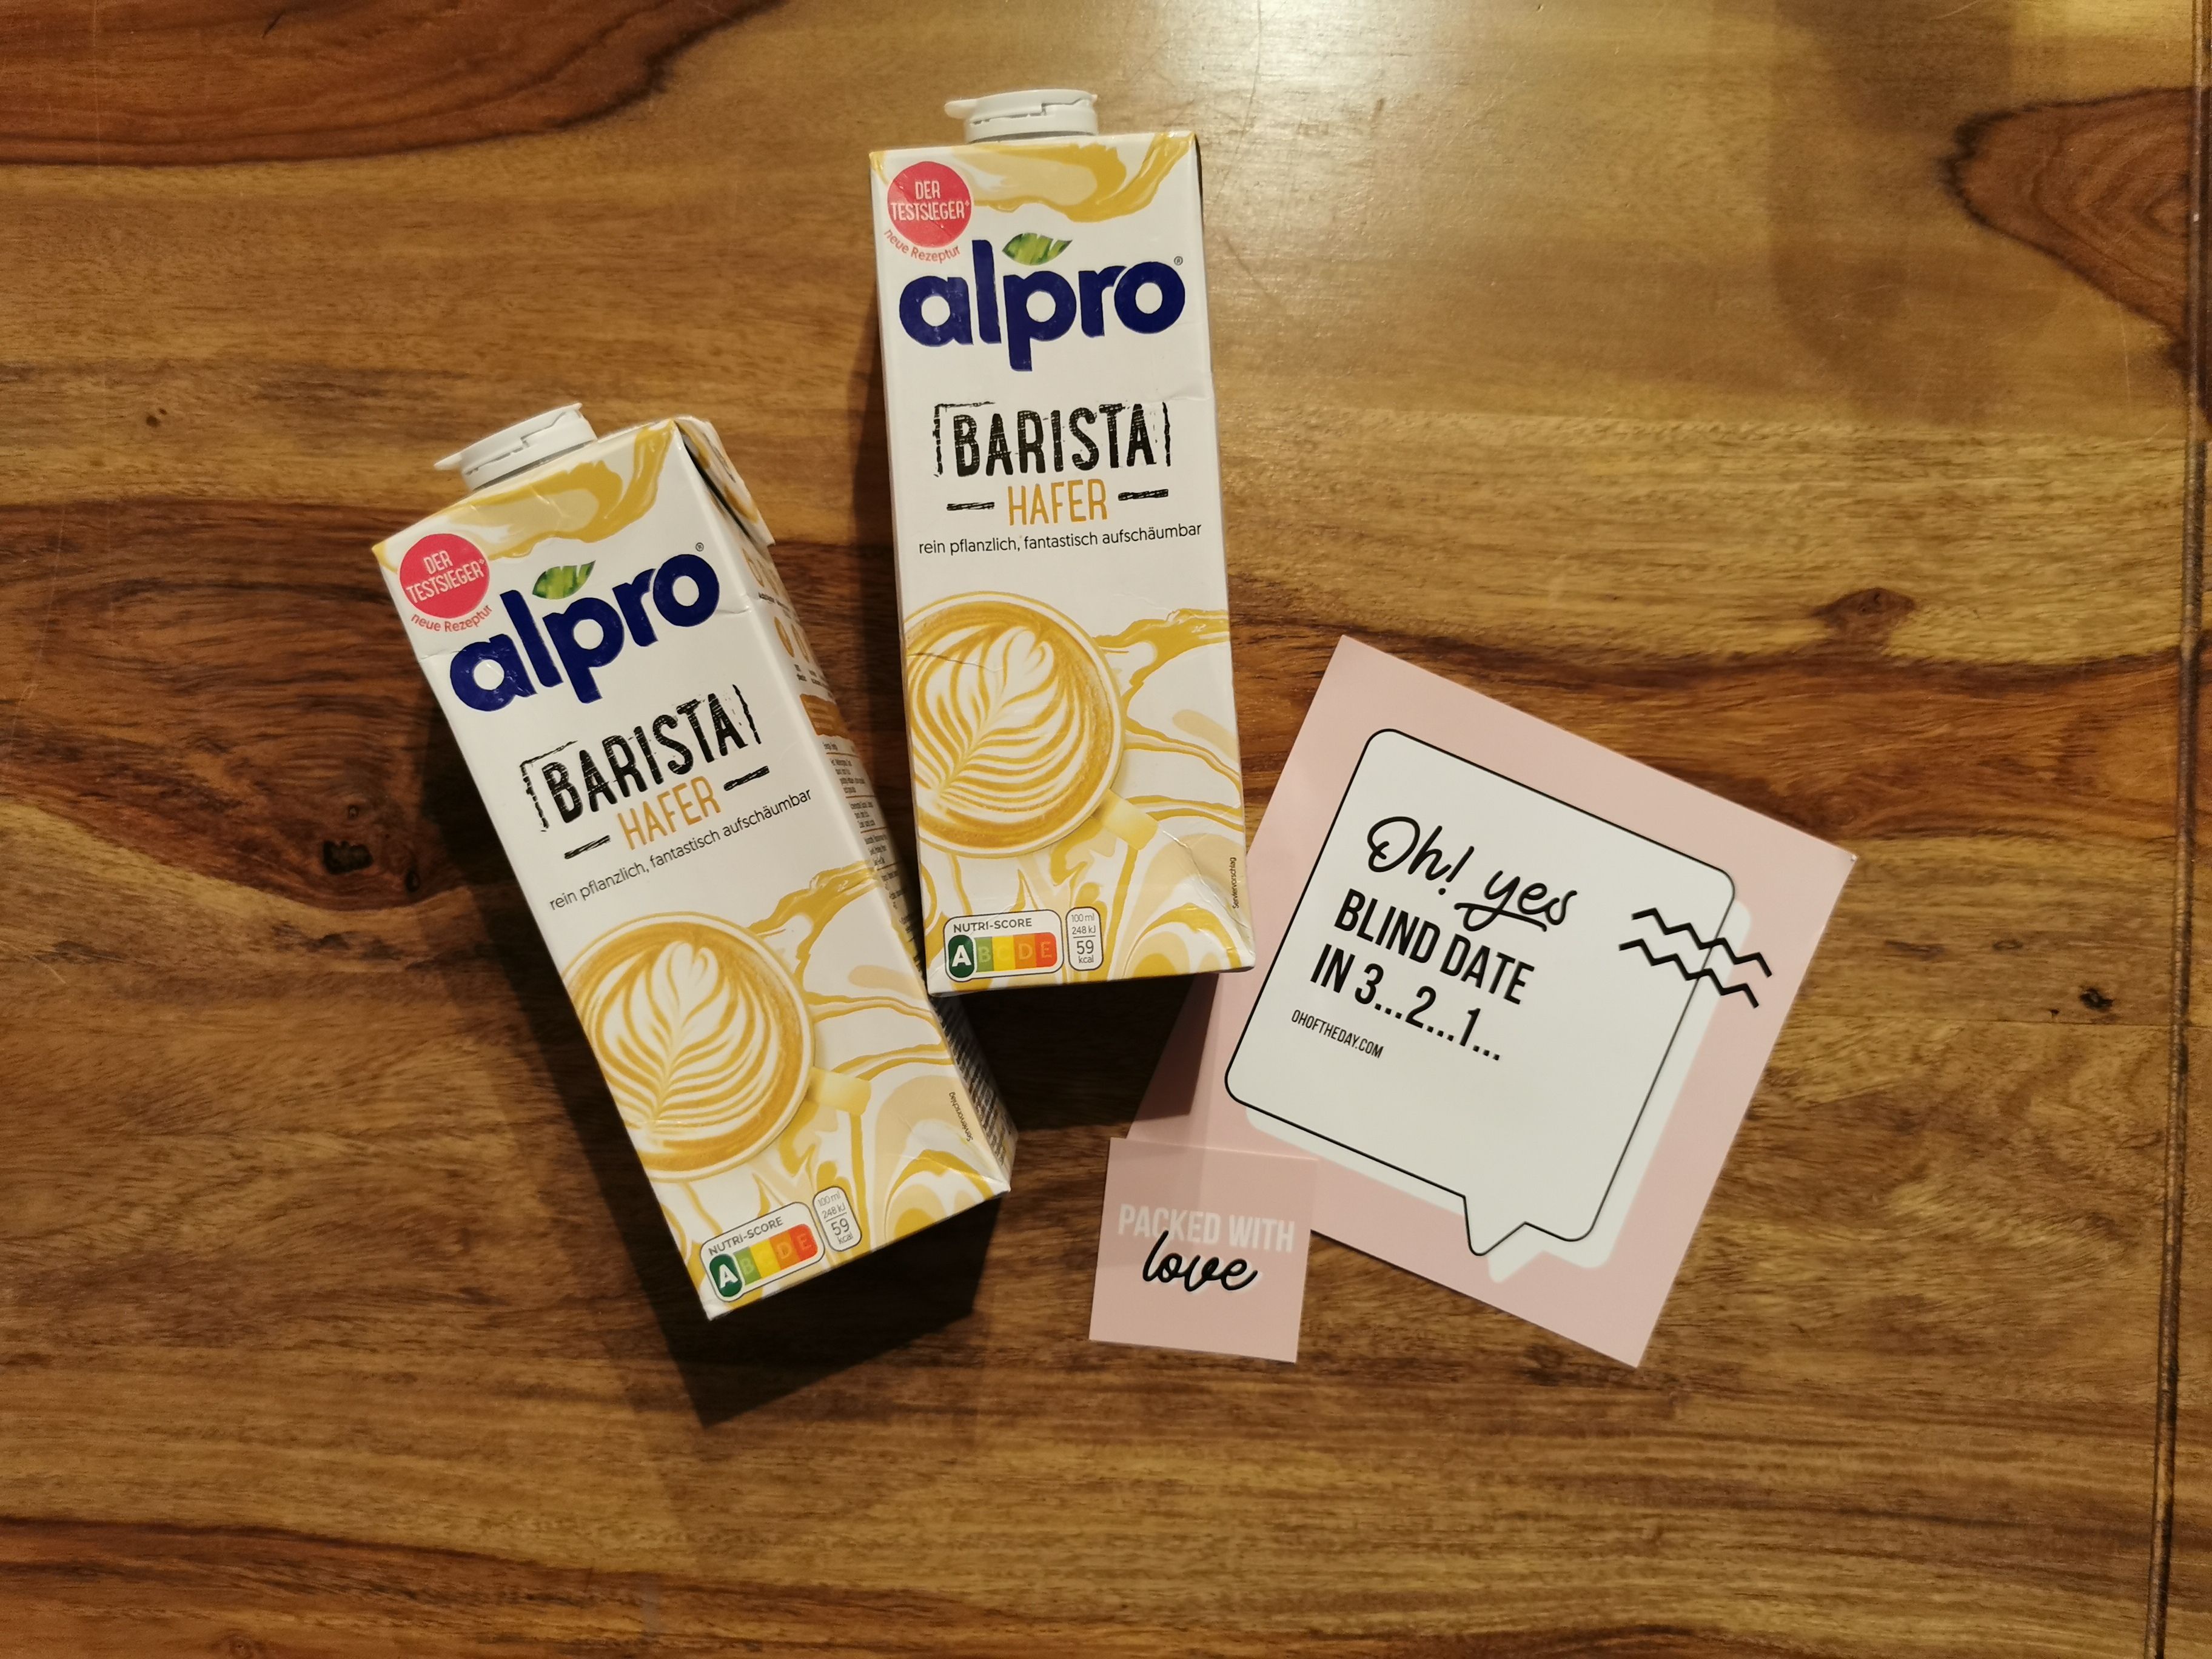 DER
TESTSIEGER*
neue Rezeptur
alpro®
BARISTA
HAFER
rein pflanzlich, fantastisch aufschäumbar
Serviervorschlag
NUTRI-SCORE
A B C D E
100 ml
248 kJ
59
kcal
DER
TESTSIEGER*
neue Rezeptur
alpro®
BARISTA
HAFER
rein pflanzlich, fantastisch aufschäumbar
Serviervorschlag
NUTRI-SCORE
A B C D E
100 ml
248 kJ
59
kcal
Oh! yes
BLIND DATE
IN 3...2...1...
OHOFTHEDAY.COM
PACKED WITH
love